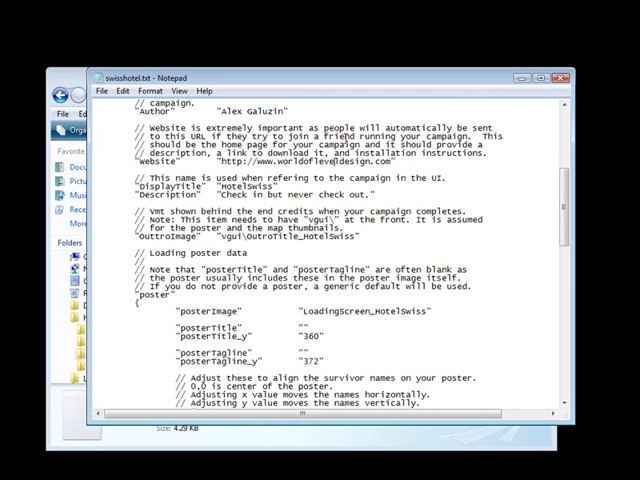 swisshotel.txt - Notepad
File Edit Format View Help
// campaign.
"Author" "Alex Galuzin"
// Website is extremely important as people will automatically be sent
// to this URL if they try to join a friend running your campaign. This
// should be the home page for your campaign and it should provide a
// description, a link to download it, and installation instructions.
"Website" "http://www.worldofleveldesign.com"
// This name is used when refering to the campaign in the UI.
"DisplayTitle" "HotelSwiss"
"Description" "Check in but never check out."
// Vmt shown behind the end credits when your campaign completes.
// Note: This item needs to have "vgui\" at the front. It is assumed
// for the poster and the map thumbnails.
"OuttroImage" "vgui\OutroTitle_HotelSwiss"
// Loading poster data
//
// Note that "posterTitle" and "posterTagline" are often blank as
// the poster usually includes these in the poster image itself.
// If you do not provide a poster, a generic default will be used.
"poster"
{
"posterImage" "LoadingScreen_HotelSwiss"
"posterTitle" ""
"posterTitle_y" "360"
"posterTagline" ""
"posterTagline_y" "372"
// Adjust these to align the survivor names on your poster.
// 0,0 is center of the poster.
// Adjusting x value moves the names horizontally.
// Adjusting y value moves the names vertically.
File Ed
Orga
Favorite
Docu
Pictu
Musi
Rece
More
Folders
Size: 4.29 KB